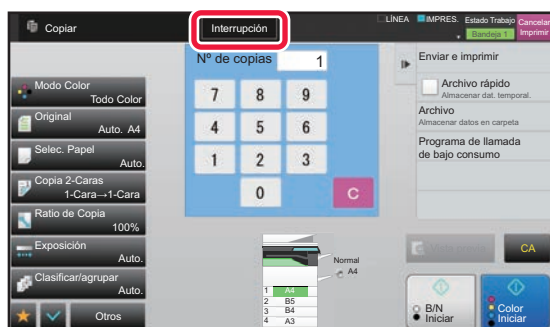 Copiar
Interrupción
LÍNEA
IMPRES.
Estado Trabajo
Bandeja 1
Cancelar
Imprimir
Modo Color
Todo Color
Original
Auto. A4
Selec. Papel
Auto.
Copia 2-Caras
1-Cara→1-Cara
Ratio de Copia
100%
Exposición
Auto.
Clasificar/agrupar
Auto.
Otros
Nº de copias
1
7 8 9
4 5 6
1 2 3
0 C
Normal
A4
1 A4
2 B5
3 B4
4 A3
Enviar e imprimir
Archivo rápido
Almacenar dat. temporal.
Archivo
Almacenar datos en carpeta
Programa de llamada
de bajo consumo
CA
B/N
Iniciar
Color
Iniciar